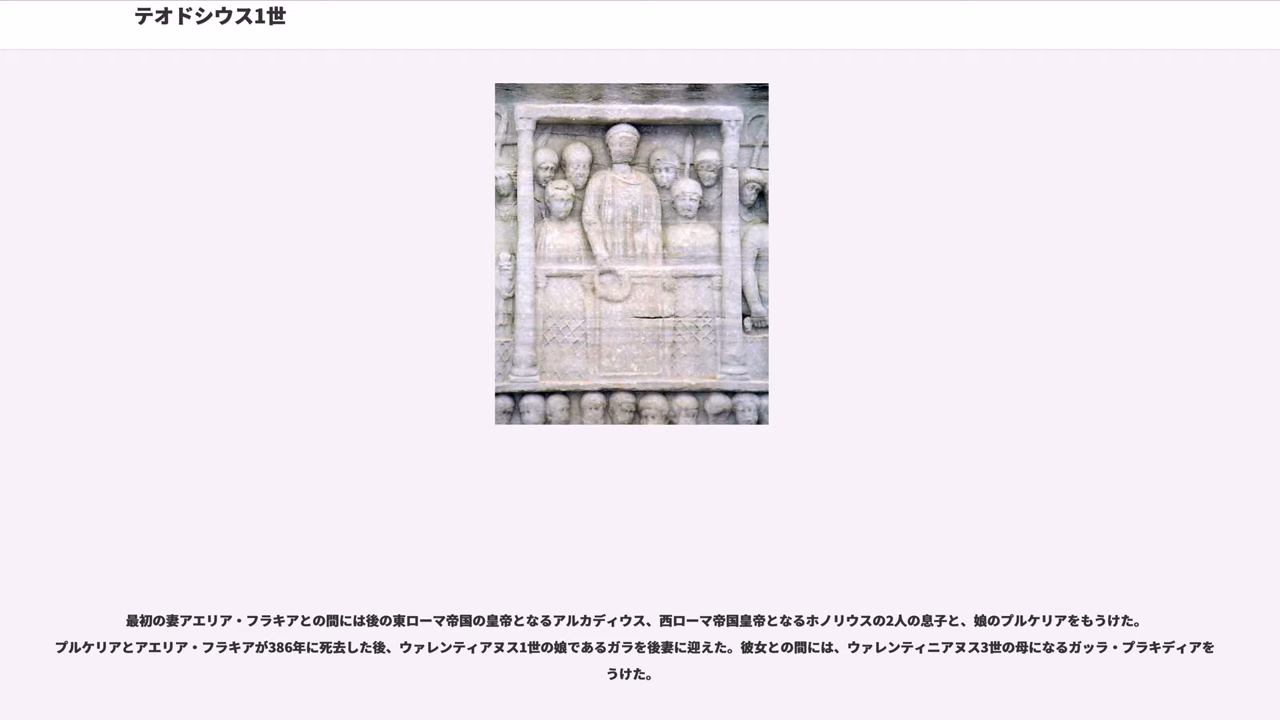 テオドシウス1世
最初の妻アエリア・フラキアとの間には後の東ローマ帝国の皇帝となるアルカディウス、西ローマ帝国皇帝となるホノリウスの2人の息子と、娘のプルケリアをもうけた。
プルケリアとアエリア・フラキアが386年に死去した後、ウァレンティアヌス1世の娘であるガラを後妻に迎えた。彼女との間には、ウァレンティニアヌス3世の母になるガッラ・プラキディアを
うけた。